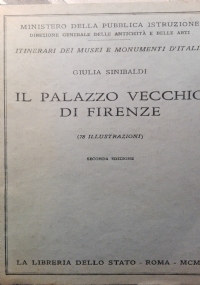 MINISTERO DELLA PUBBLICA ISTRUZIONE
DIREZIONE GENERALE DELLE ANTICHITÀ E BELLE ARTI
ITINERARI DEI MUSEI E MONUMENTI D'ITALI
GIULIA SINIBALDI
IL PALAZZO VECCHIO
DI FIRENZE
(78 ILLUSTRAZIONI)
SECONDA EDIZIONE
LA LIBRERIA DELLO STATO - ROMA - MCM